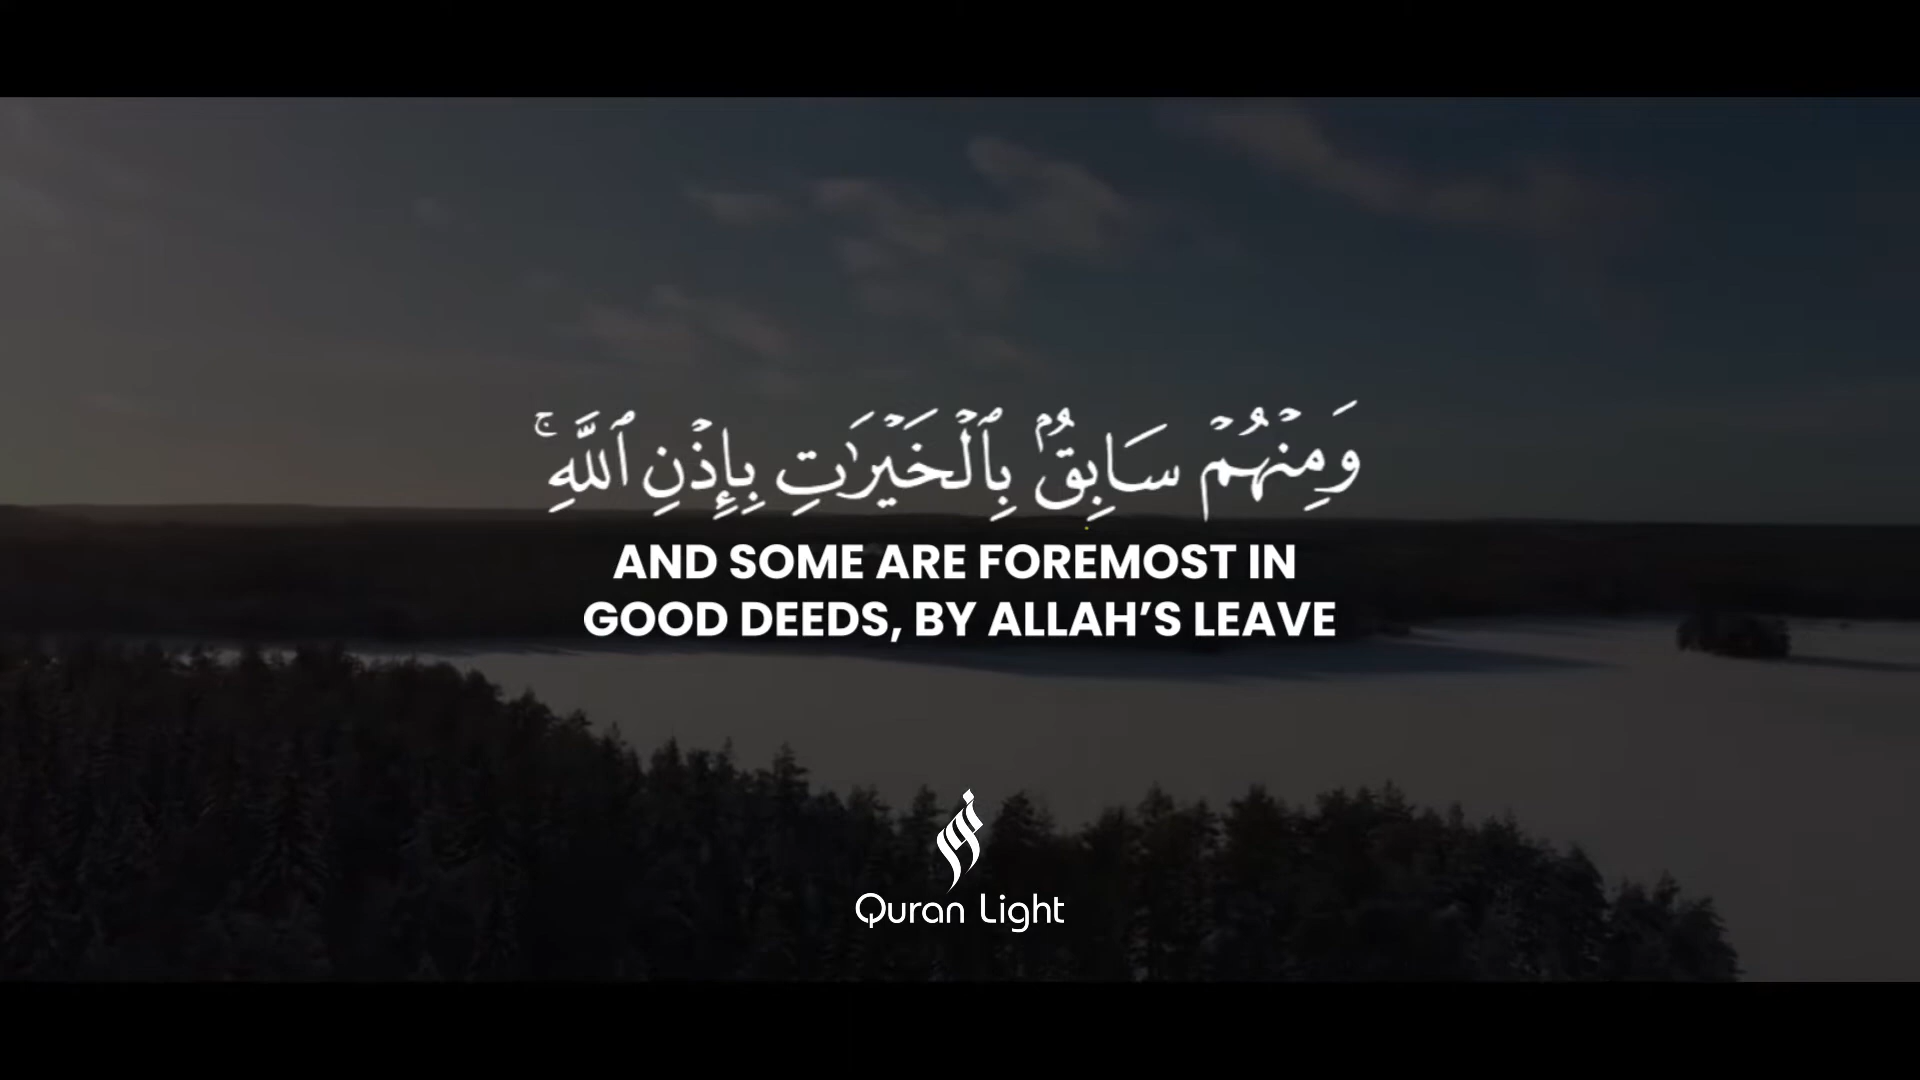 وَمِنْهُمْ سَابِقٌۢ بِٱلْخَيْرَٰتِ بِإِذْنِ ٱللَّهِ ۚ
AND SOME ARE FOREMOST IN
GOOD DEEDS, BY ALLAH’S LEAVE
Quran Light